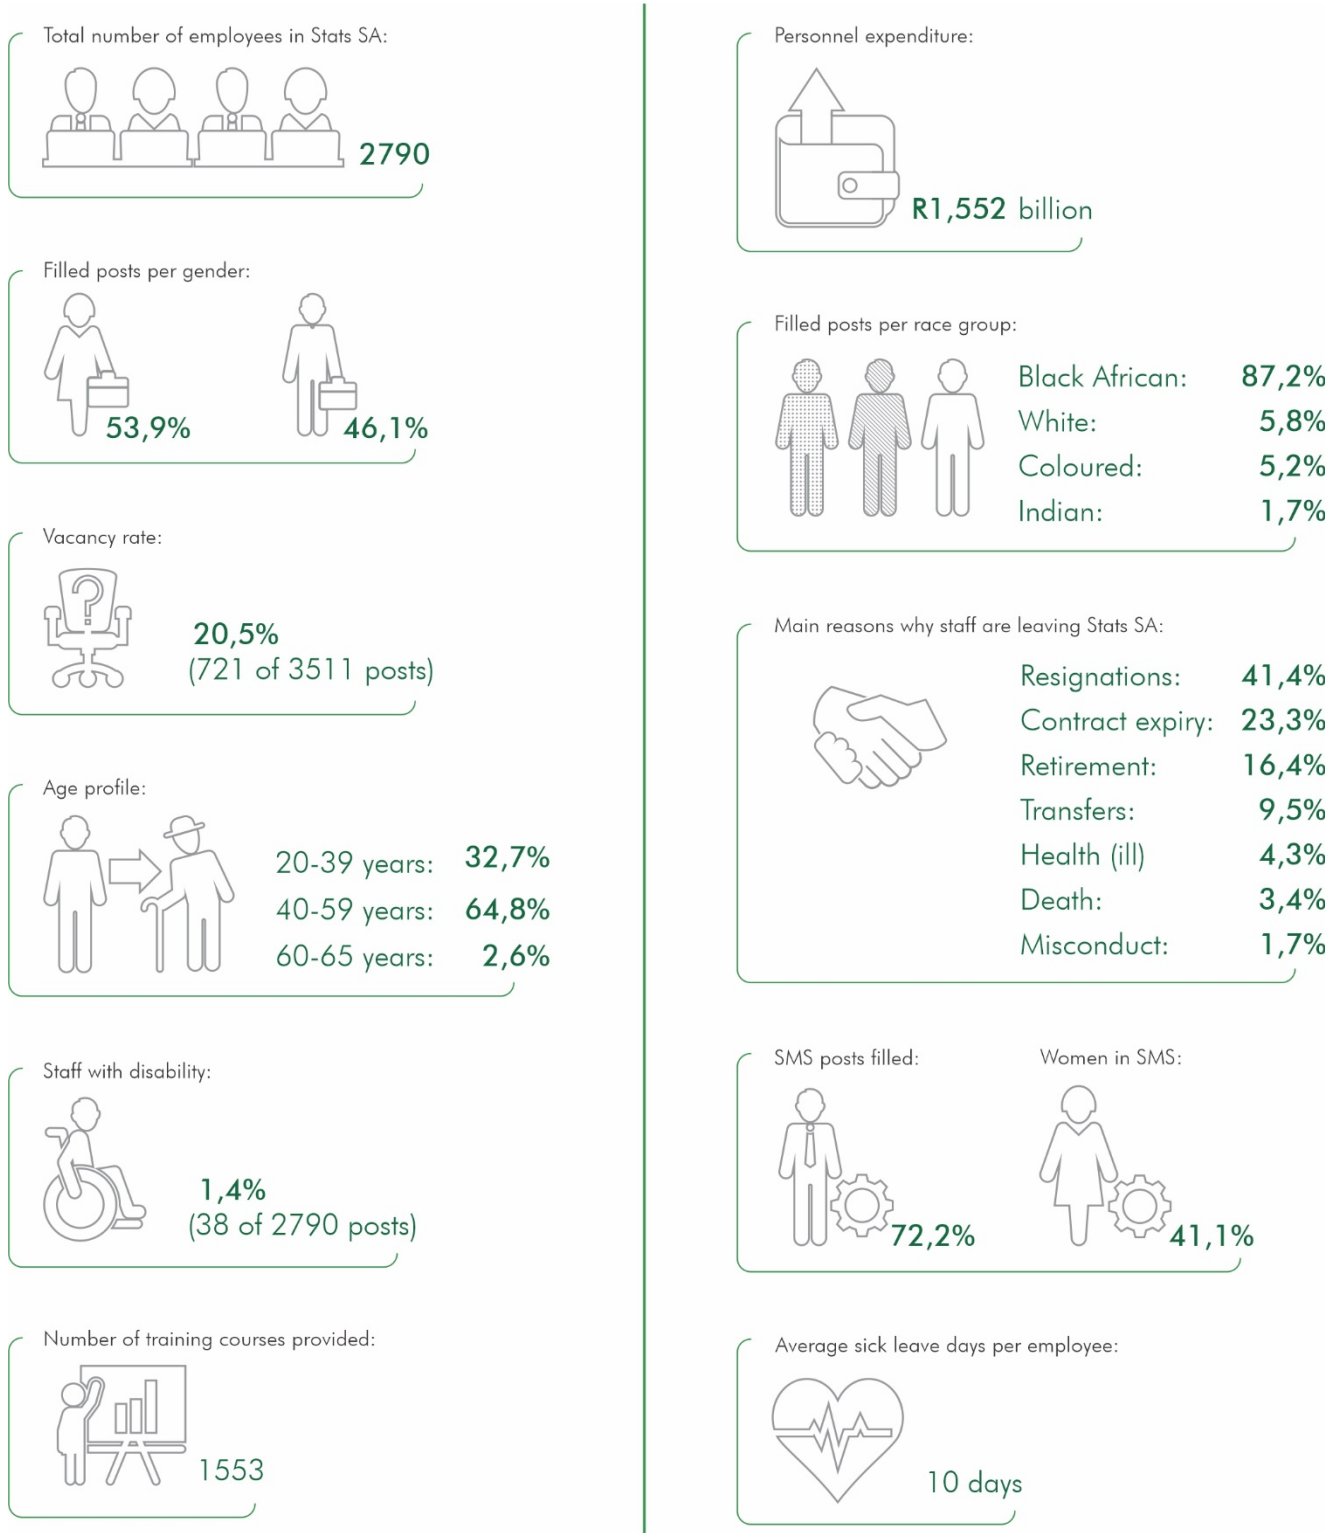 Total number of employees in Stats SA:
2790
Filled posts per gender:
53,9%
46,1%
Vacancy rate:
?
20,5%
(721 of 3511 posts)
Age profile:
20-39 years: 32,7%
40-59 years: 64,8%
60-65 years: 2,6%
Staff with disability:
1,4%
(38 of 2790 posts)
Number of training courses provided:
1553
Personnel expenditure:
R1,552 billion
Filled posts per race group:
Black African: 87,2%
White: 5,8%
Coloured: 5,2%
Indian: 1,7%
Main reasons why staff are leaving Stats SA:
Resignations: 41,4%
Contract expiry: 23,3%
Retirement: 16,4%
Transfers: 9,5%
Health (ill) 4,3%
Death: 3,4%
Misconduct: 1,7%
SMS posts filled:
72,2%
Women in SMS:
41,1%
Average sick leave days per employee:
10 days